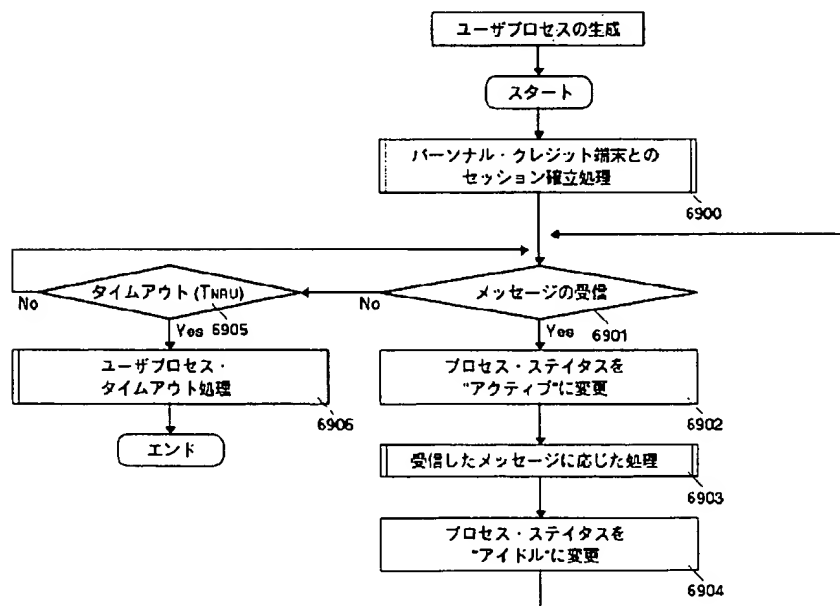 ユーザプロセスの生成
スタート
パーソナル・クレジット端末との
セッション確立処理
6900
メッセージの受信
6901
No
Yes
タイムアウト (TNAU)
6905
No
Yes
ユーザプロセス・
タイムアウト処理
6906
エンド
プロセス・ステイタスを
"アクティブ"に変更
6902
受信したメッセージに応じた処理
6903
プロセス・ステイタスを
"アイドル"に変更
6904